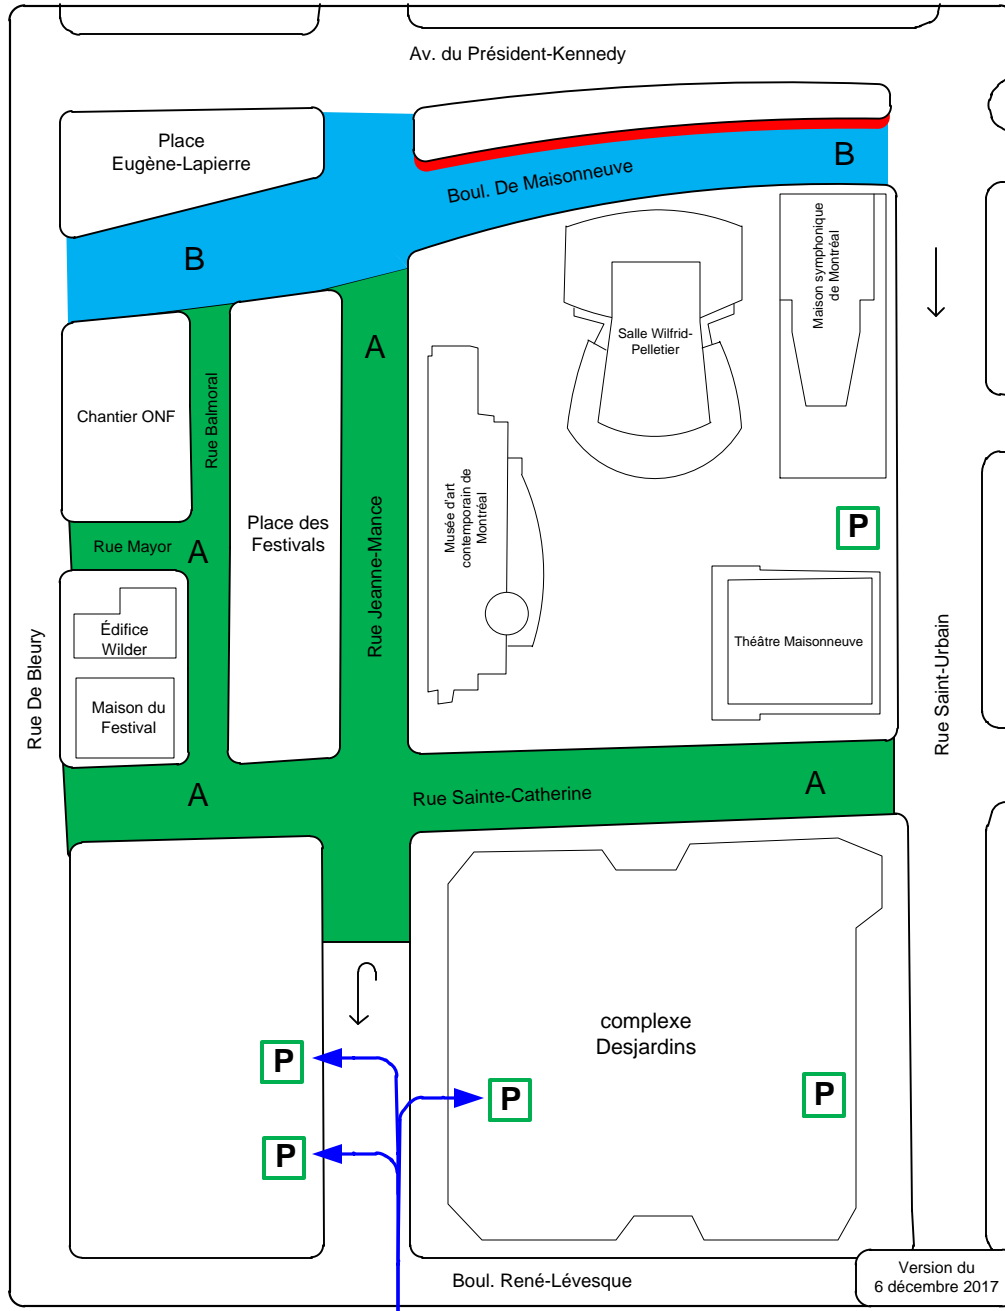 Av. du Président-Kennedy
Place
Eugène-Lapierre
B
Boul. De Maisonneuve
B
Maison symphonique
de Montréal
Salle Wilfrid-
Pelletier
A
Chantier ONF
Rue Balmoral
Place des
Festivals
Rue Jeanne-Mance
Musée d'art
contemporain de
Montréal
P
Rue Mayor
A
Édifice
Wilder
Théâtre Maisonneuve
Rue De Bleury
Rue Saint-Urbain
Maison du
Festival
A
Rue Sainte-Catherine
A
complexe
Desjardins
P
P
P
P
Boul. René-Lévesque
Version du
6 décembre 2017